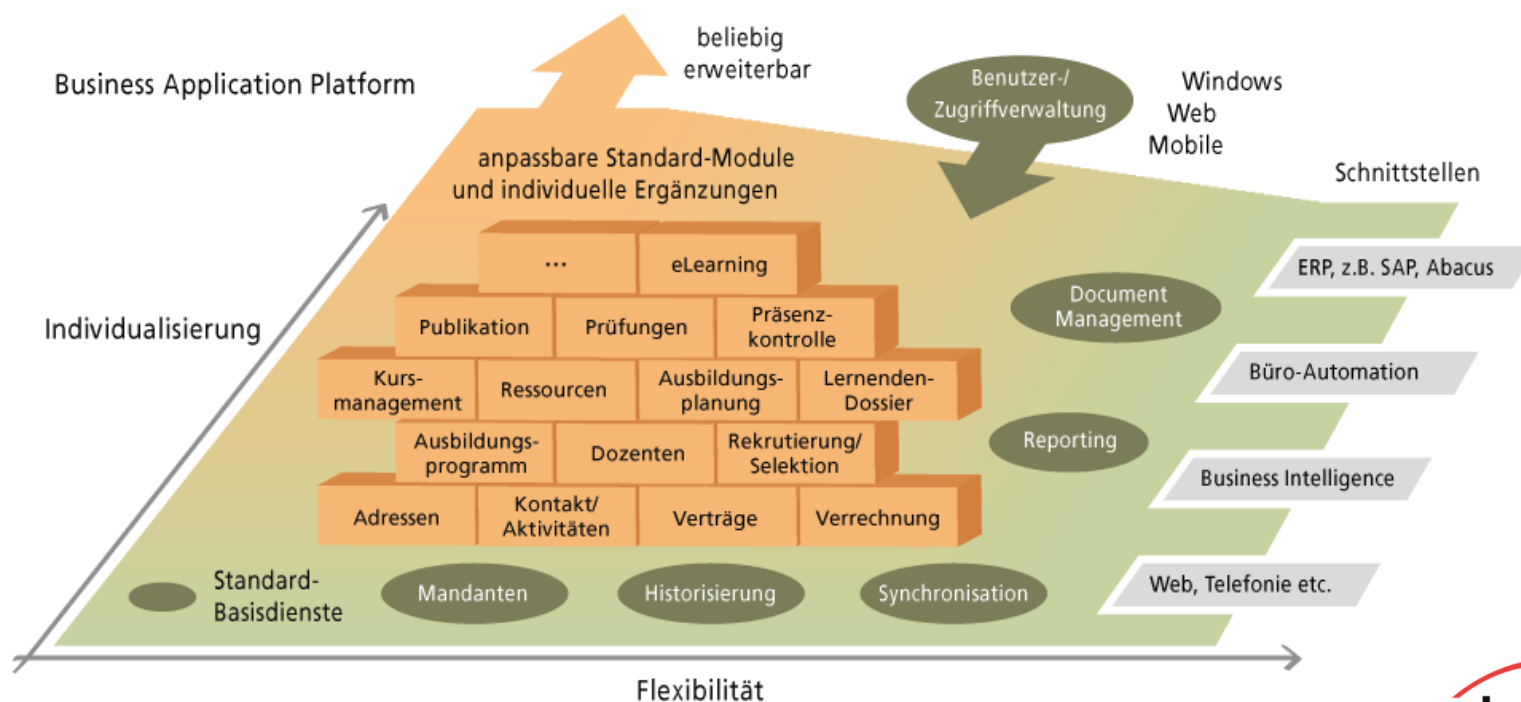 beliebig
erweiterbar
Business Application Platform
Benutzer-/
Zugriffverwaltung
Windows
Web
Mobile
anpassbare Standard-Module
und individuelle Ergänzungen
Schnittstellen
...
eLearning
ERP, z.B. SAP, Abacus
Individualisierung
Publikation
Prüfungen
Präsenz-
kontrolle
Document
Management
Kurs-
management
Ressourcen
Ausbildungs-
planung
Lernenden-
Dossier
Büro-Automation
Ausbildungs-
programm
Dozenten
Rekrutierung/
Selektion
Reporting
Business Intelligence
Adressen
Kontakt/
Aktivitäten
Verträge
Verrechnung
Standard-
Basisdienste
Mandanten
Historisierung
Synchronisation
Web, Telefonie etc.
Flexibilität